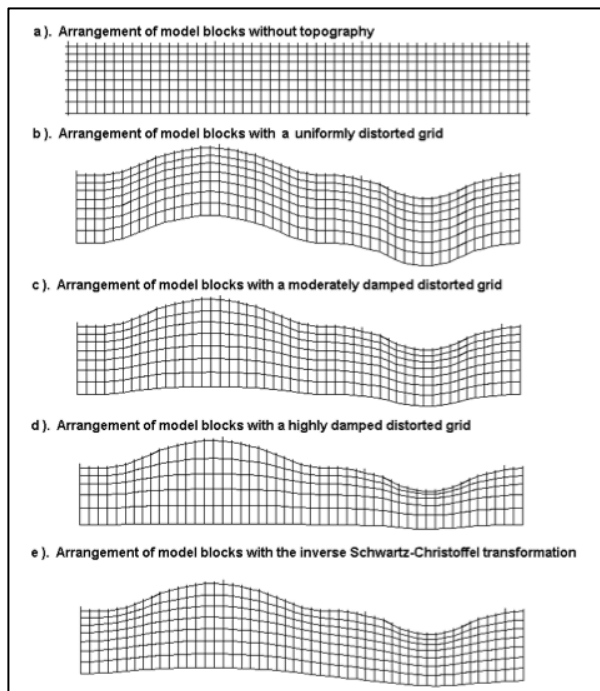 a ). Arrangement of model blocks without topography
b ). Arrangement of model blocks with a uniformly distorted grid
c ). Arrangement of model blocks with a moderately damped distorted grid
d ). Arrangement of model blocks with a highly damped distorted grid
e ). Arrangement of model blocks with the inverse Schwartz-Christoffel transformation